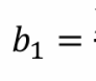 b₁ =